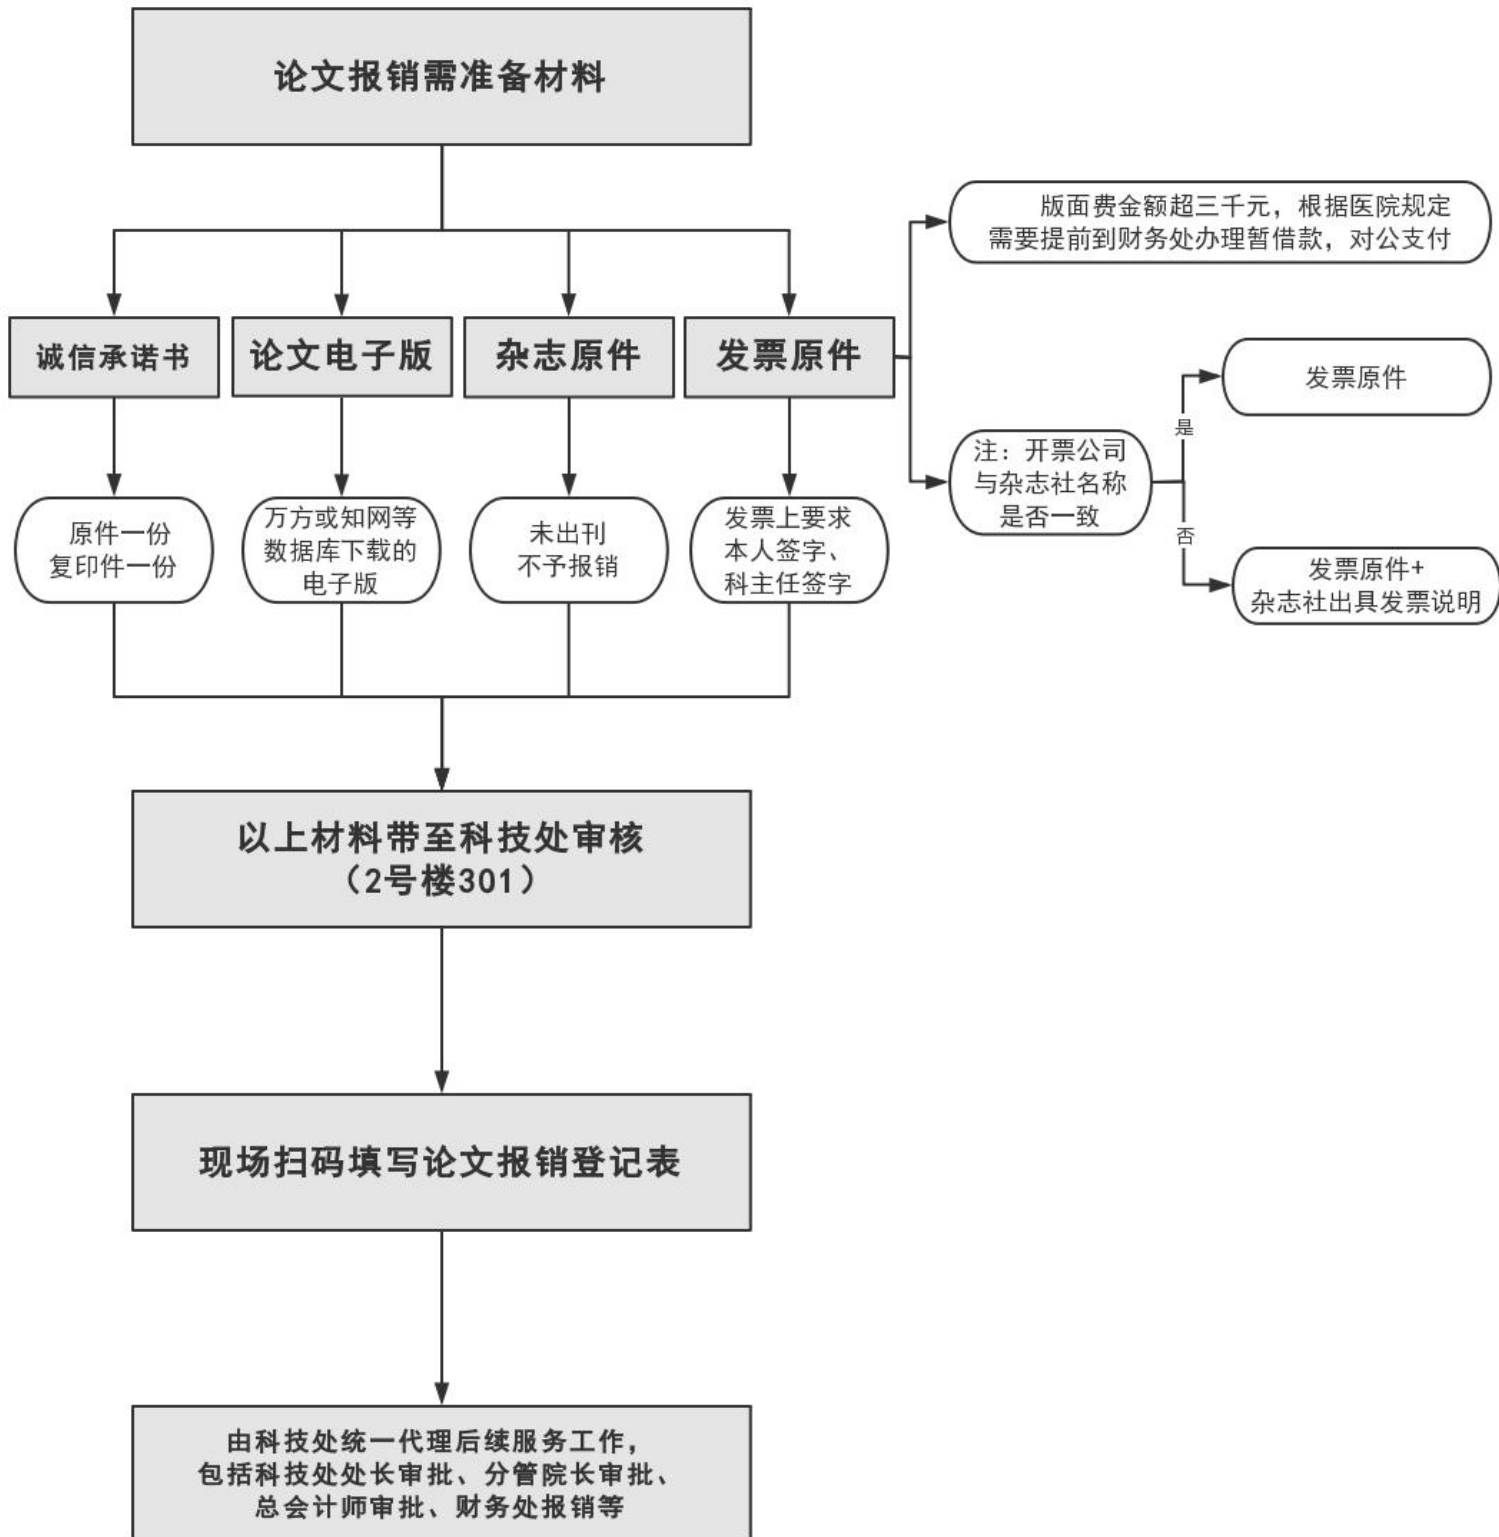 论文报销需准备材料
版面费金额超三千元，根据医院规定
需要提前到财务处办理暂借款，对公支付
诚信承诺书
论文电子版
杂志原件
发票原件
发票原件
是
注：开票公司
与杂志社名称
是否一致
否
发票原件+
杂志社出具发票说明
原件一份
复印件一份
万方或知网等
数据库下载的
电子版
未出刊
不予报销
发票上要求
本人签字、
科主任签字
以上材料带至科技处审核
（2号楼301）
现场扫码填写论文报销登记表
由科技处统一代理后续服务工作，
包括科技处处长审批、分管院长审批、
总会计师审批、财务处报销等